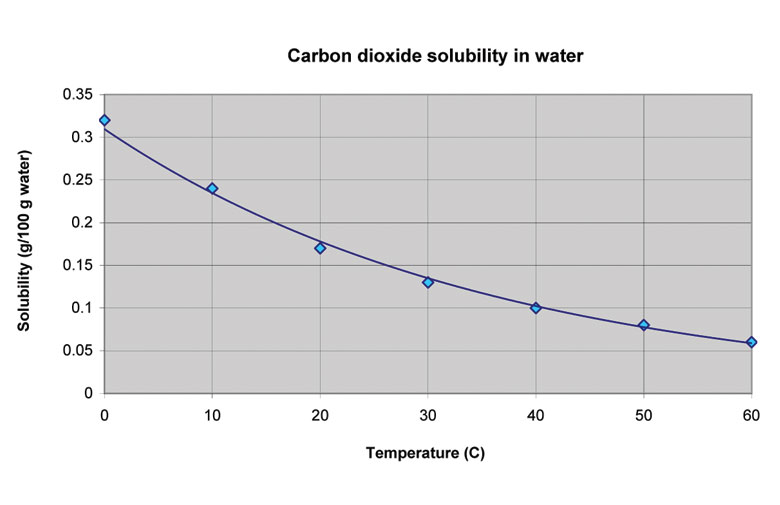 Carbon dioxide solubility in water
Solubility (g/100 g water)
0.35
0.3
0.25
0.2
0.15
0.1
0.05
0
0 10 20 30 40 50 60
Temperature (C)